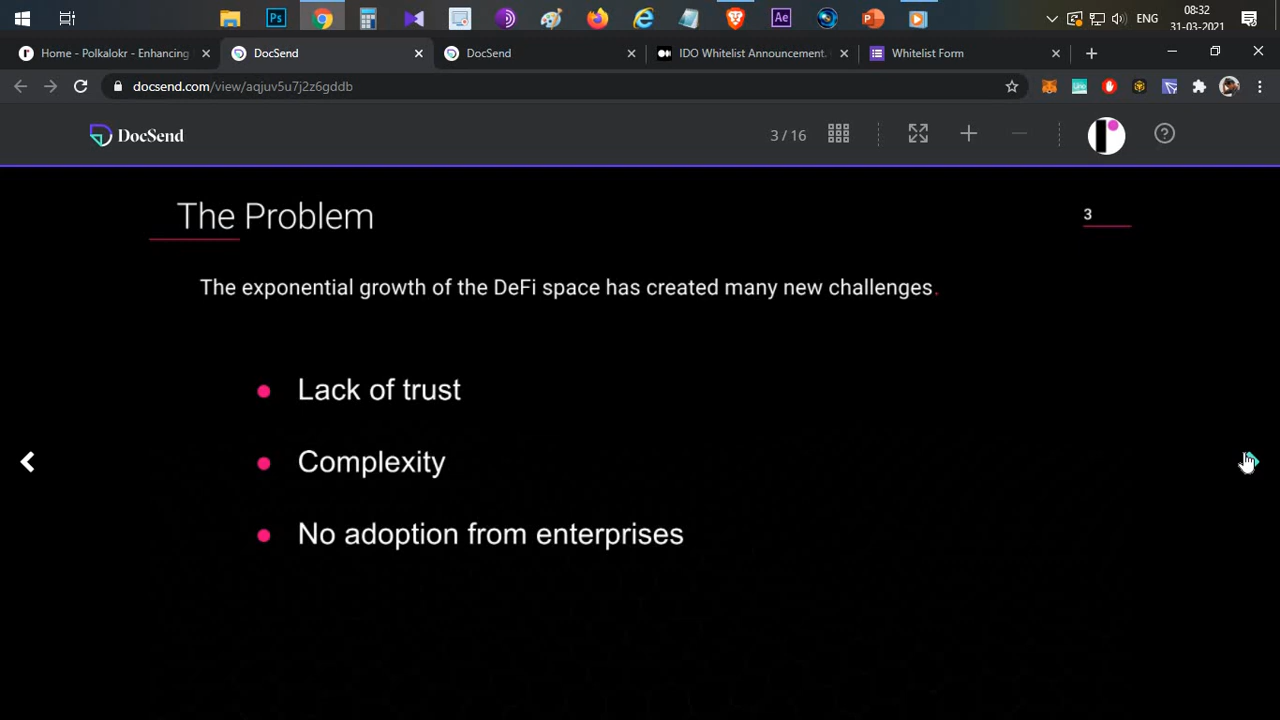 Ps
Ae
ENG
08:32
31-03-2021
Home - Polkalokr - Enhancing
DocSend
DocSend
IDO Whitelist Announcement.
Whitelist Form
docsend.com/view/aqjuv5u7j2z6gddb
DocSend
3 / 16
The Problem
3
The exponential growth of the DeFi space has created many new challenges.
Lack of trust
Complexity
No adoption from enterprises